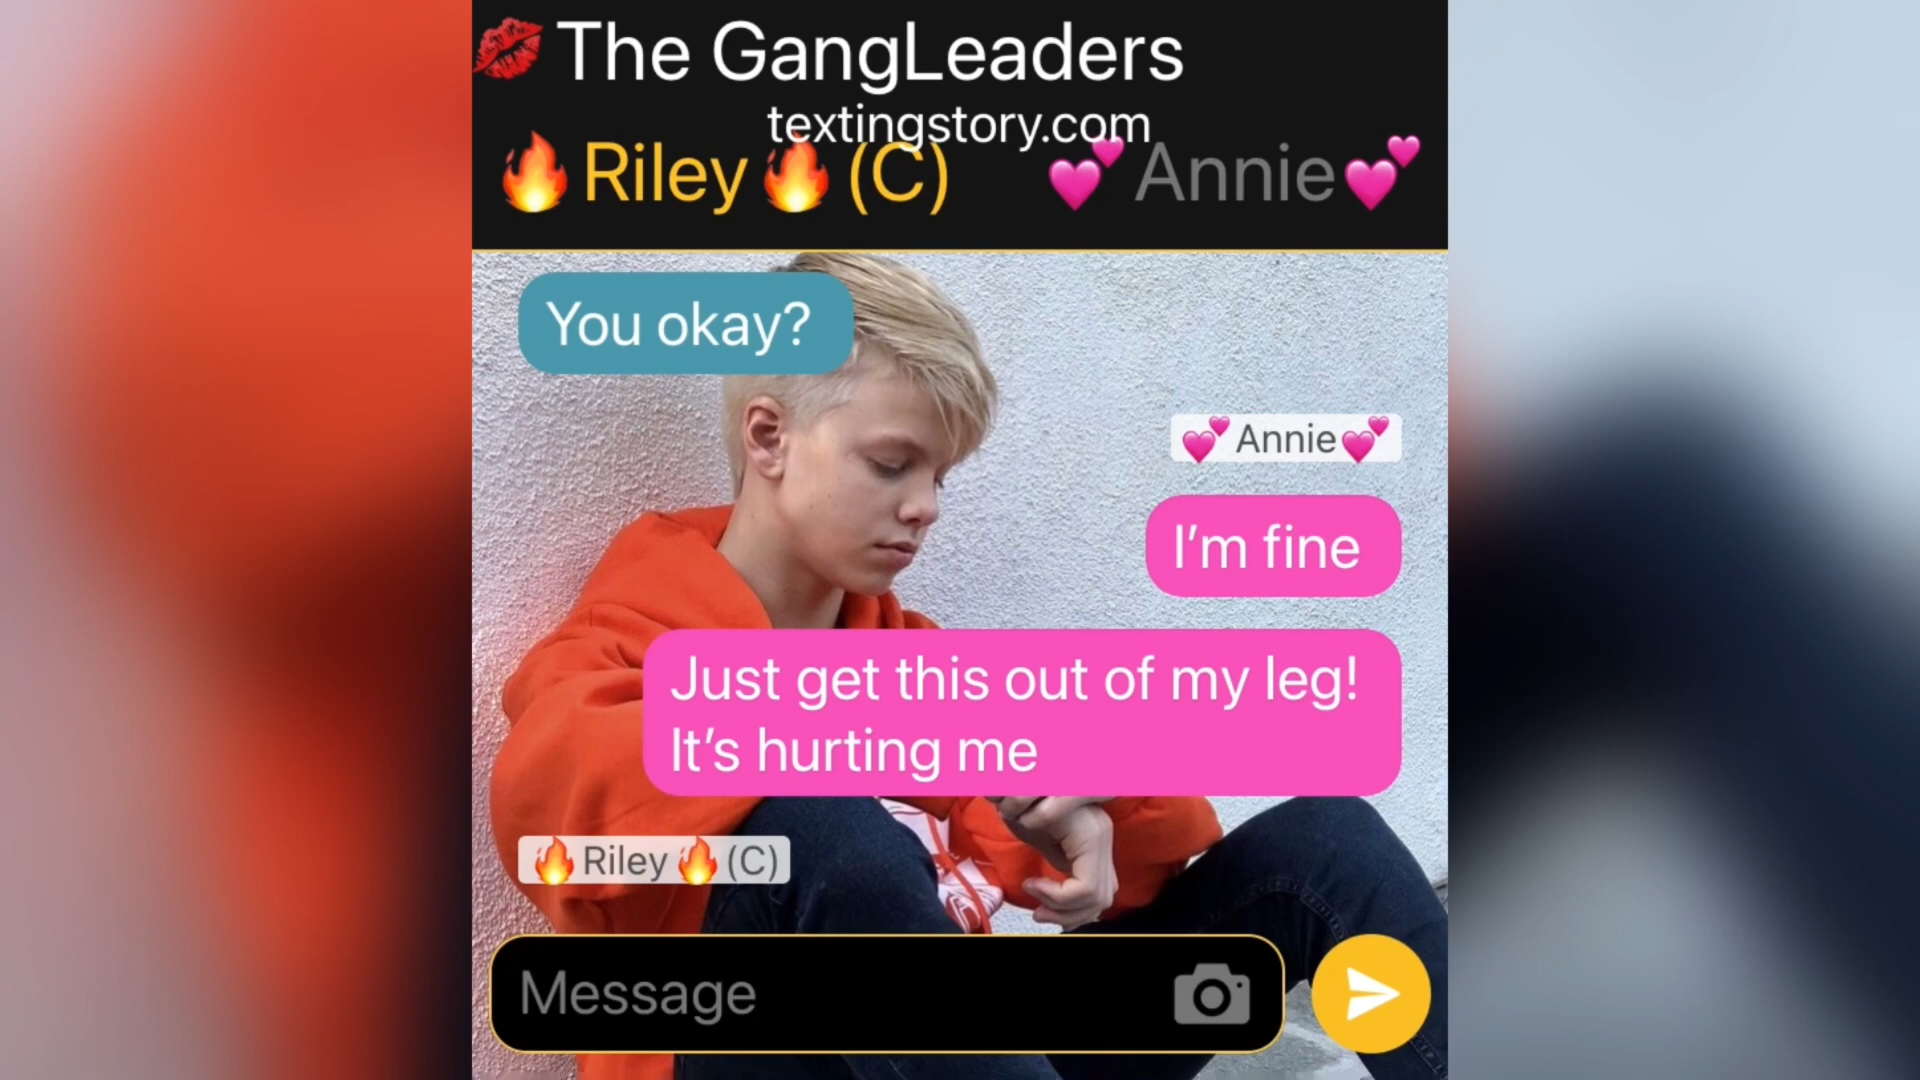 💋The GangLeaders
textingstory.com
🔥Riley🔥(C) 💕Annie💕
You okay?
💕Annie💕
I’m fine
Just get this out of my leg!
It’s hurting me
🔥Riley🔥(C)
Message